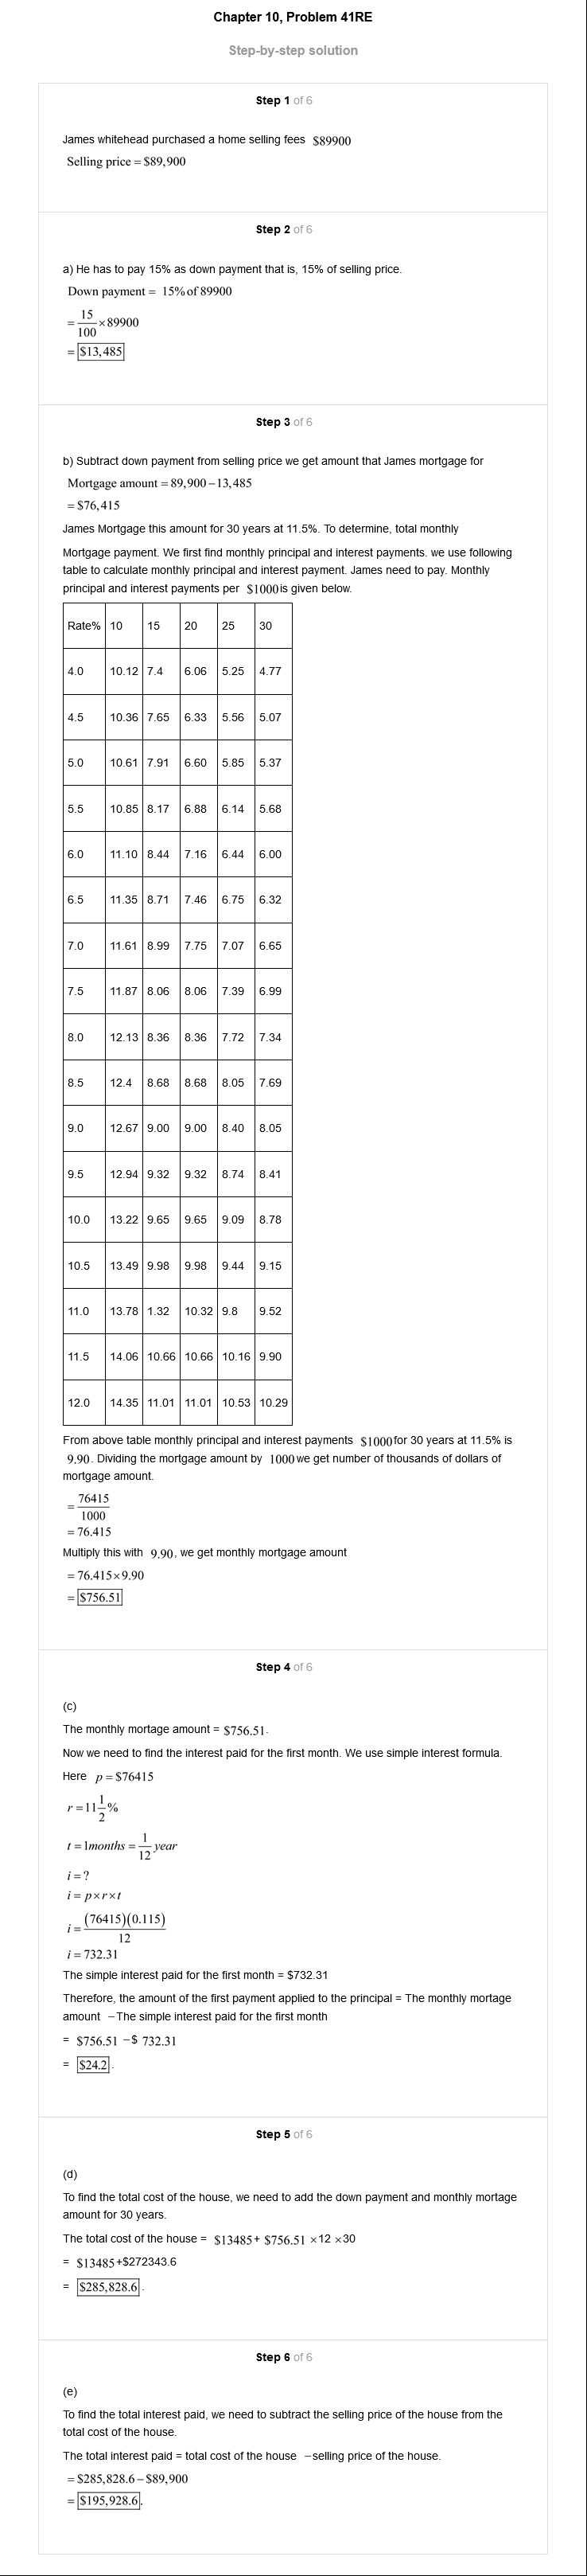 Chapter 10, Problem 41RE
Step-by-step solution
Step 1 of 6
James whitehead purchased a home selling fees $89900
Selling price = $89,900
Step 2 of 6
a) He has to pay 15% as down payment that is, 15% of selling price.
Down payment = 15% of 89900
= 15/100 × 89900
= $13,485
Step 3 of 6
b) Subtract down payment from selling price we get amount that James mortgage for
Mortgage amount = 89,900 − 13,485
= $76,415
James Mortgage this amount for 30 years at 11.5%. To determine, total monthly
Mortgage payment. We first find monthly principal and interest payments. we use following
table to calculate monthly principal and interest payment. James need to pay. Monthly
principal and interest payments per $1000 is given below.
Rate% 10 15 20 25 30
4.0 10.12 7.4 6.06 5.25 4.77
4.5 10.36 7.65 6.33 5.56 5.07
5.0 10.61 7.91 6.60 5.85 5.37
5.5 10.85 8.17 6.88 6.14 5.68
6.0 11.10 8.44 7.16 6.44 6.00
6.5 11.35 8.71 7.46 6.75 6.32
7.0 11.61 8.99 7.75 7.07 6.65
7.5 11.87 8.06 8.06 7.39 6.99
8.0 12.13 8.36 8.36 7.72 7.34
8.5 12.4 8.68 8.68 8.05 7.69
9.0 12.67 9.00 9.00 8.40 8.05
9.5 12.94 9.32 9.32 8.74 8.41
10.0 13.22 9.65 9.65 9.09 8.78
10.5 13.49 9.98 9.98 9.44 9.15
11.0 13.78 1.32 10.32 9.8 9.52
11.5 14.06 10.66 10.66 10.16 9.90
12.0 14.35 11.01 11.01 10.53 10.29
From above table monthly principal and interest payments $1000 for 30 years at 11.5% is
9.90. Dividing the mortgage amount by 1000 we get number of thousands of dollars of
mortgage amount.
= 76415/1000
= 76.415
Multiply this with 9.90, we get monthly mortgage amount
= 76.415×9.90
= $756.51
Step 4 of 6
(c)
The monthly mortage amount = $756.51.
Now we need to find the interest paid for the first month. We use simple interest formula.
Here p = $76415
r = 11 1/2 %
t = 1months = 1/12 year
i = ?
i = p×r×t
i = (76415)(0.115)/12
i = 732.31
The simple interest paid for the first month = $732.31
Therefore, the amount of the first payment applied to the principal = The monthly mortage
amount −The simple interest paid for the first month
= $756.51 −$ 732.31
= $24.2.
Step 5 of 6
(d)
To find the total cost of the house, we need to add the down payment and monthly mortage
amount for 30 years.
The total cost of the house = $13485+ $756.51 ×12 ×30
= $13485+$272343.6
= $285,828.6.
Step 6 of 6
(e)
To find the total interest paid, we need to subtract the selling price of the house from the
total cost of the house.
The total interest paid = total cost of the house −selling price of the house.
= $285,828.6 − $89,900
= $195,928.6.